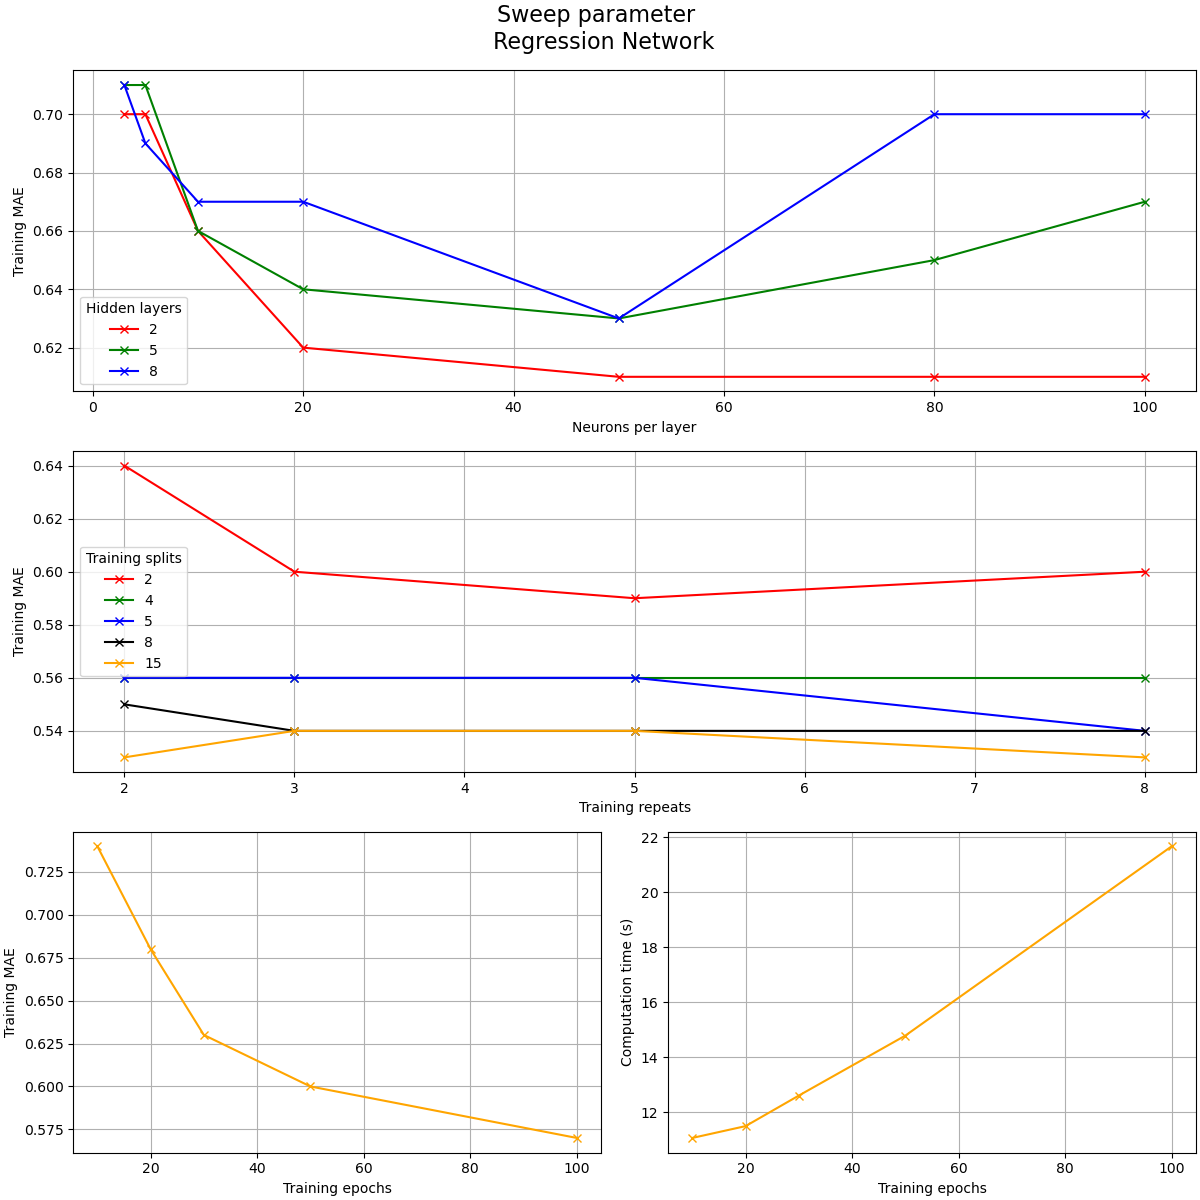 Sweep parameter
Regression Network
Training MAE
0.70
0.68
0.66
0.64
0.62
Hidden layers
2
5
8
0 20 40 60 80 100
Neurons per layer
Training MAE
0.64
0.62
0.60
0.58
0.56
0.54
Training splits
2
4
5
8
15
2 3 4 5 6 7 8
Training repeats
Training MAE
0.725
0.700
0.675
0.650
0.625
0.600
0.575
20 40 60 80 100
Training epochs
Computation time (s)
22
20
18
16
14
12
20 40 60 80 100
Training epochs